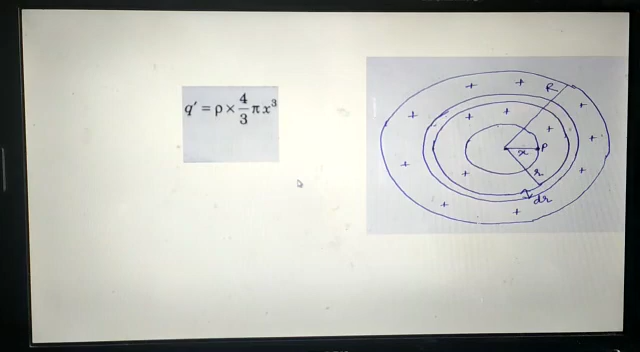 q′ = ρ × 4/3 π x³
R
x P
r
dr